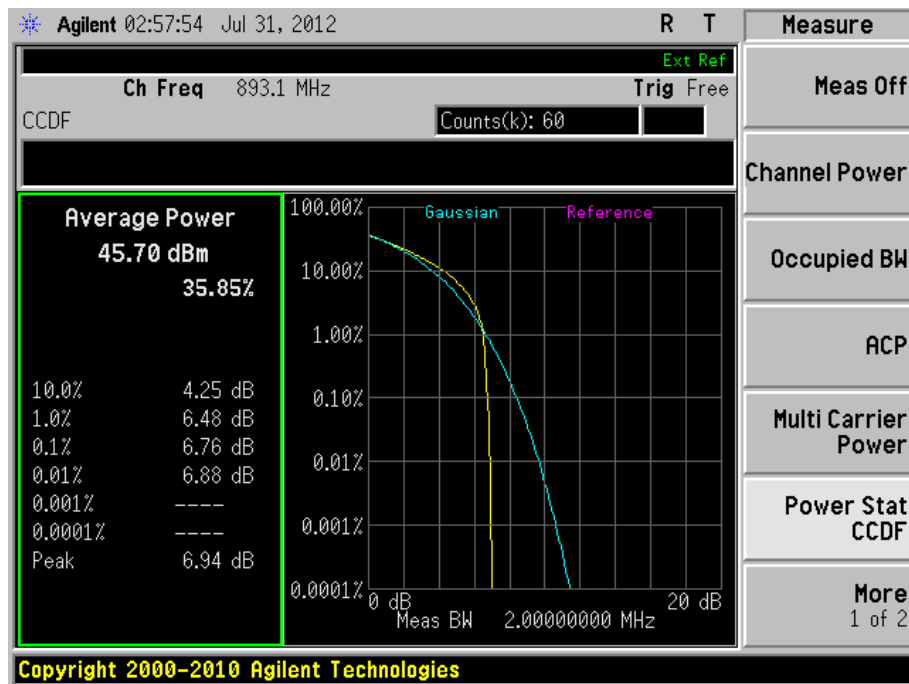 Agilent 02:57:54 Jul 31, 2012 R T
Measure
Ext Ref
Ch Freq 893.1 MHz Trig Free
CCDF Counts(k): 60
Meas Off
Channel Power
Occupied BW
ACP
Multi Carrier
Power
Power Stat
CCDF
More
1 of 2
Average Power
45.70 dBm
35.85%
10.0% 4.25 dB
1.0% 6.48 dB
0.1% 6.76 dB
0.01% 6.88 dB
0.001% ----
0.0001% ----
Peak 6.94 dB
Gaussian Reference
100.00%
10.00%
1.00%
0.10%
0.01%
0.001%
0.0001%
0 dB 20 dB
Meas BW 2.00000000 MHz
Copyright 2000-2010 Agilent Technologies